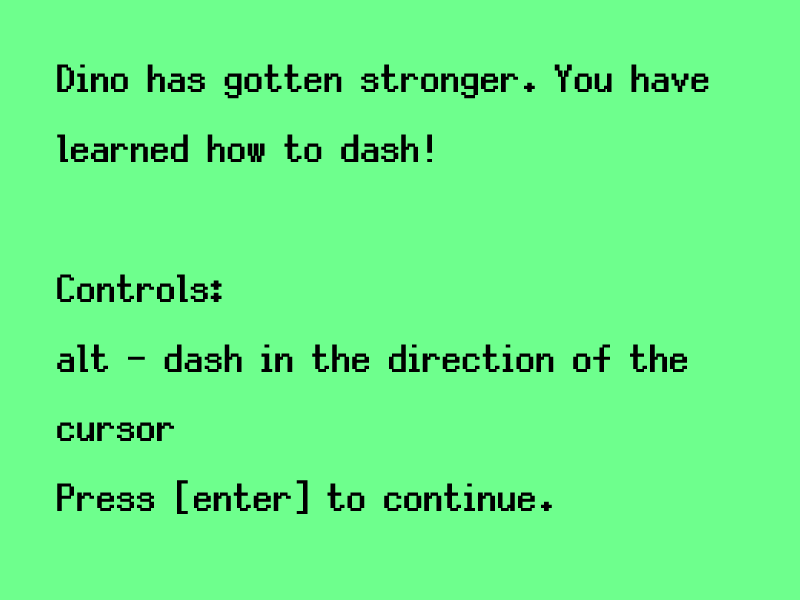 Dino has gotten stronger. You have
learned how to dash!
Controls:
alt - dash in the direction of the
cursor
Press [enter] to continue.